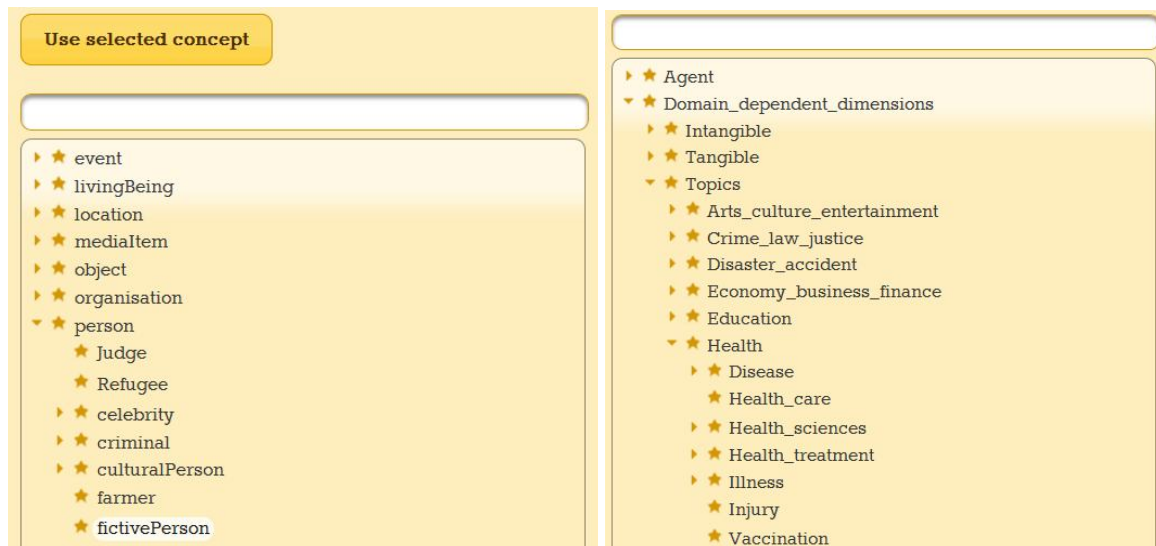 Use selected concept
event
livingBeing
location
mediaItem
object
organisation
person
Judge
Refugee
celebrity
criminal
culturalPerson
farmer
fictivePerson
Agent
Domain_dependent_dimensions
Intangible
Tangible
Topics
Arts_culture_entertainment
Crime_law_justice
Disaster_accident
Economy_business_finance
Education
Health
Disease
Health_care
Health_sciences
Health_treatment
Illness
Injury
Vaccination